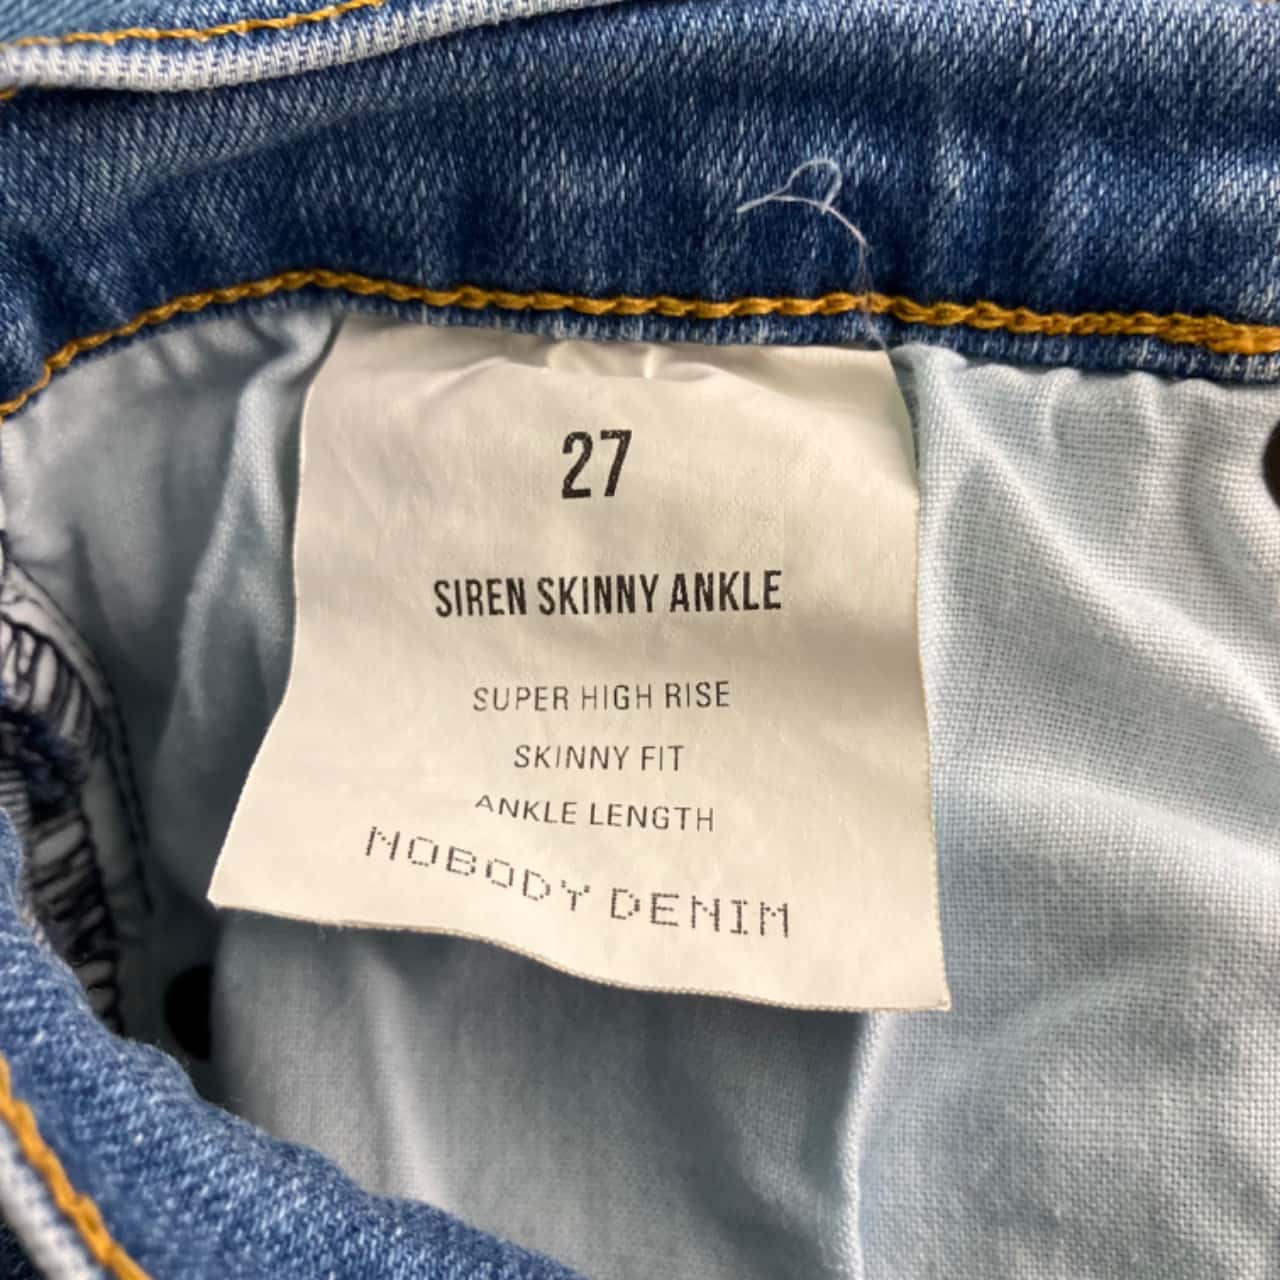 27
SIREN SKINNY ANKLE
SUPER HIGH RISE
SKINNY FIT
ANKLE LENGTH
NOBODY DENIM